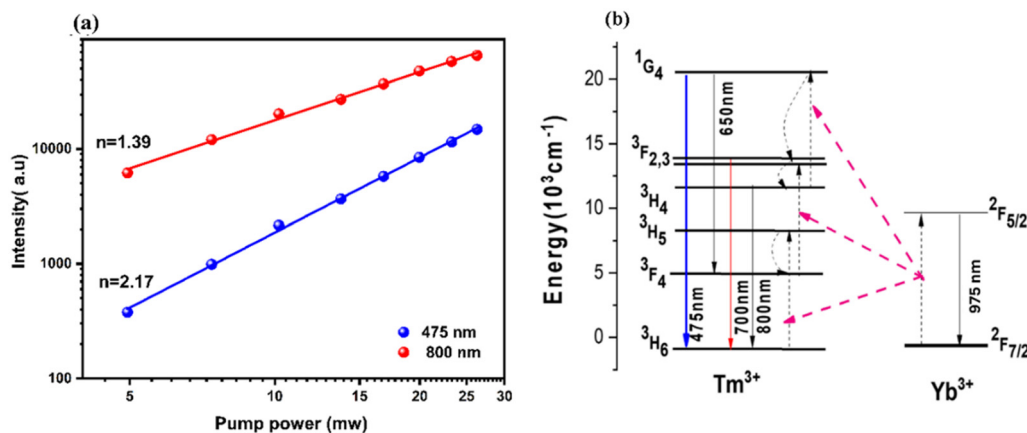 (a)
Intensity( a.u)
10000
1000
100
n=1.39
n=2.17
475 nm
800 nm
5
10
15
20
25
30
Pump power (mw)
(b)
Energy(10³cm⁻¹)
20
15
10
5
0
¹G₄
³F₂,₃
³H₄
³H₅
³F₄
³H₆
650nm
475nm
700nm
800nm
Tm³⁺
²F₅/₂
975 nm
²F₇/₂
Yb³⁺